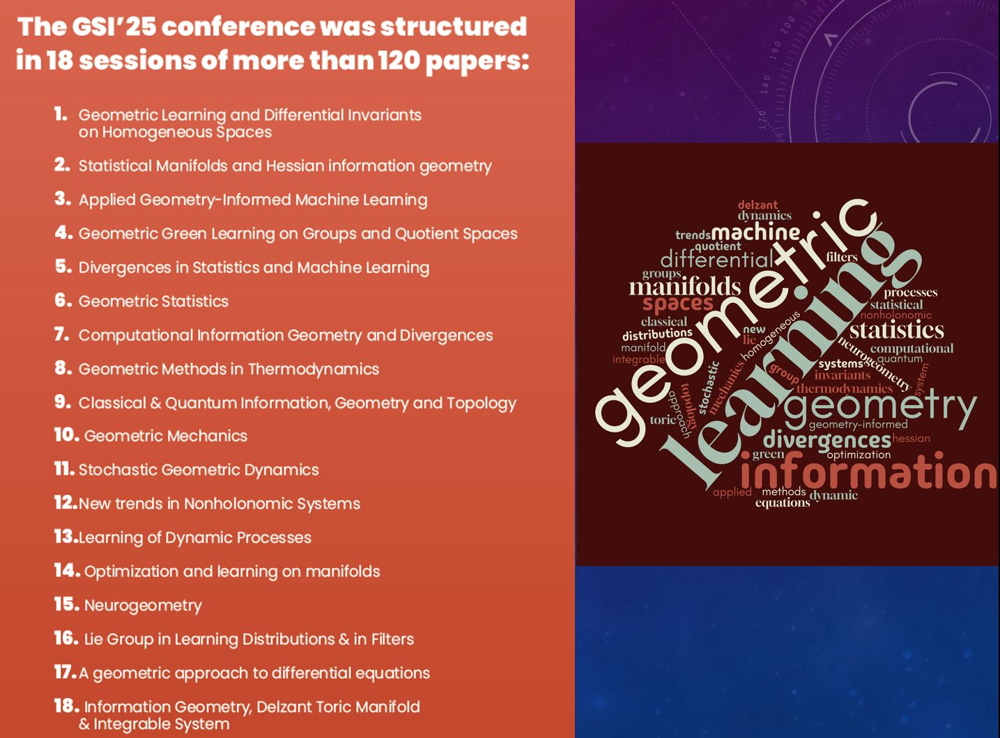 The GSI'25 conference was structured
in 18 sessions of more than 120 papers:
1. Geometric Learning and Differential Invariants
on Homogeneous Spaces
2. Statistical Manifolds and Hessian information geometry
3. Applied Geometry-Informed Machine Learning
4. Geometric Green Learning on Groups and Quotient Spaces
5. Divergences in Statistics and Machine Learning
6. Geometric Statistics
7. Computational Information Geometry and Divergences
8. Geometric Methods in Thermodynamics
9. Classical & Quantum Information, Geometry and Topology
10. Geometric Mechanics
11. Stochastic Geometric Dynamics
12. New trends in Nonholonomic Systems
13. Learning of Dynamic Processes
14. Optimization and learning on manifolds
15. Neurogeometry
16. Lie Group in Learning Distributions & in Filters
17. A geometric approach to differential equations
18. Information Geometry, Delzant Toric Manifold
& Integrable System
200
190
180
170
delzant
dynamics
trends
machine
quotient
differential
geometric
filters
groups
manifolds
spaces
learning
processes
statistical
nonholonomic
classical
new
homogeneous
statistics
distributions
lie
manifold
neurogeometry
computational
integrable
quantum
stochastic
mechanics
group
systems
invariants
system
topology
approach
thermodynamics
geometry
toric
geometry-informed
divergences
hessian
green
optimization
information
applied
methods
dynamic
equations